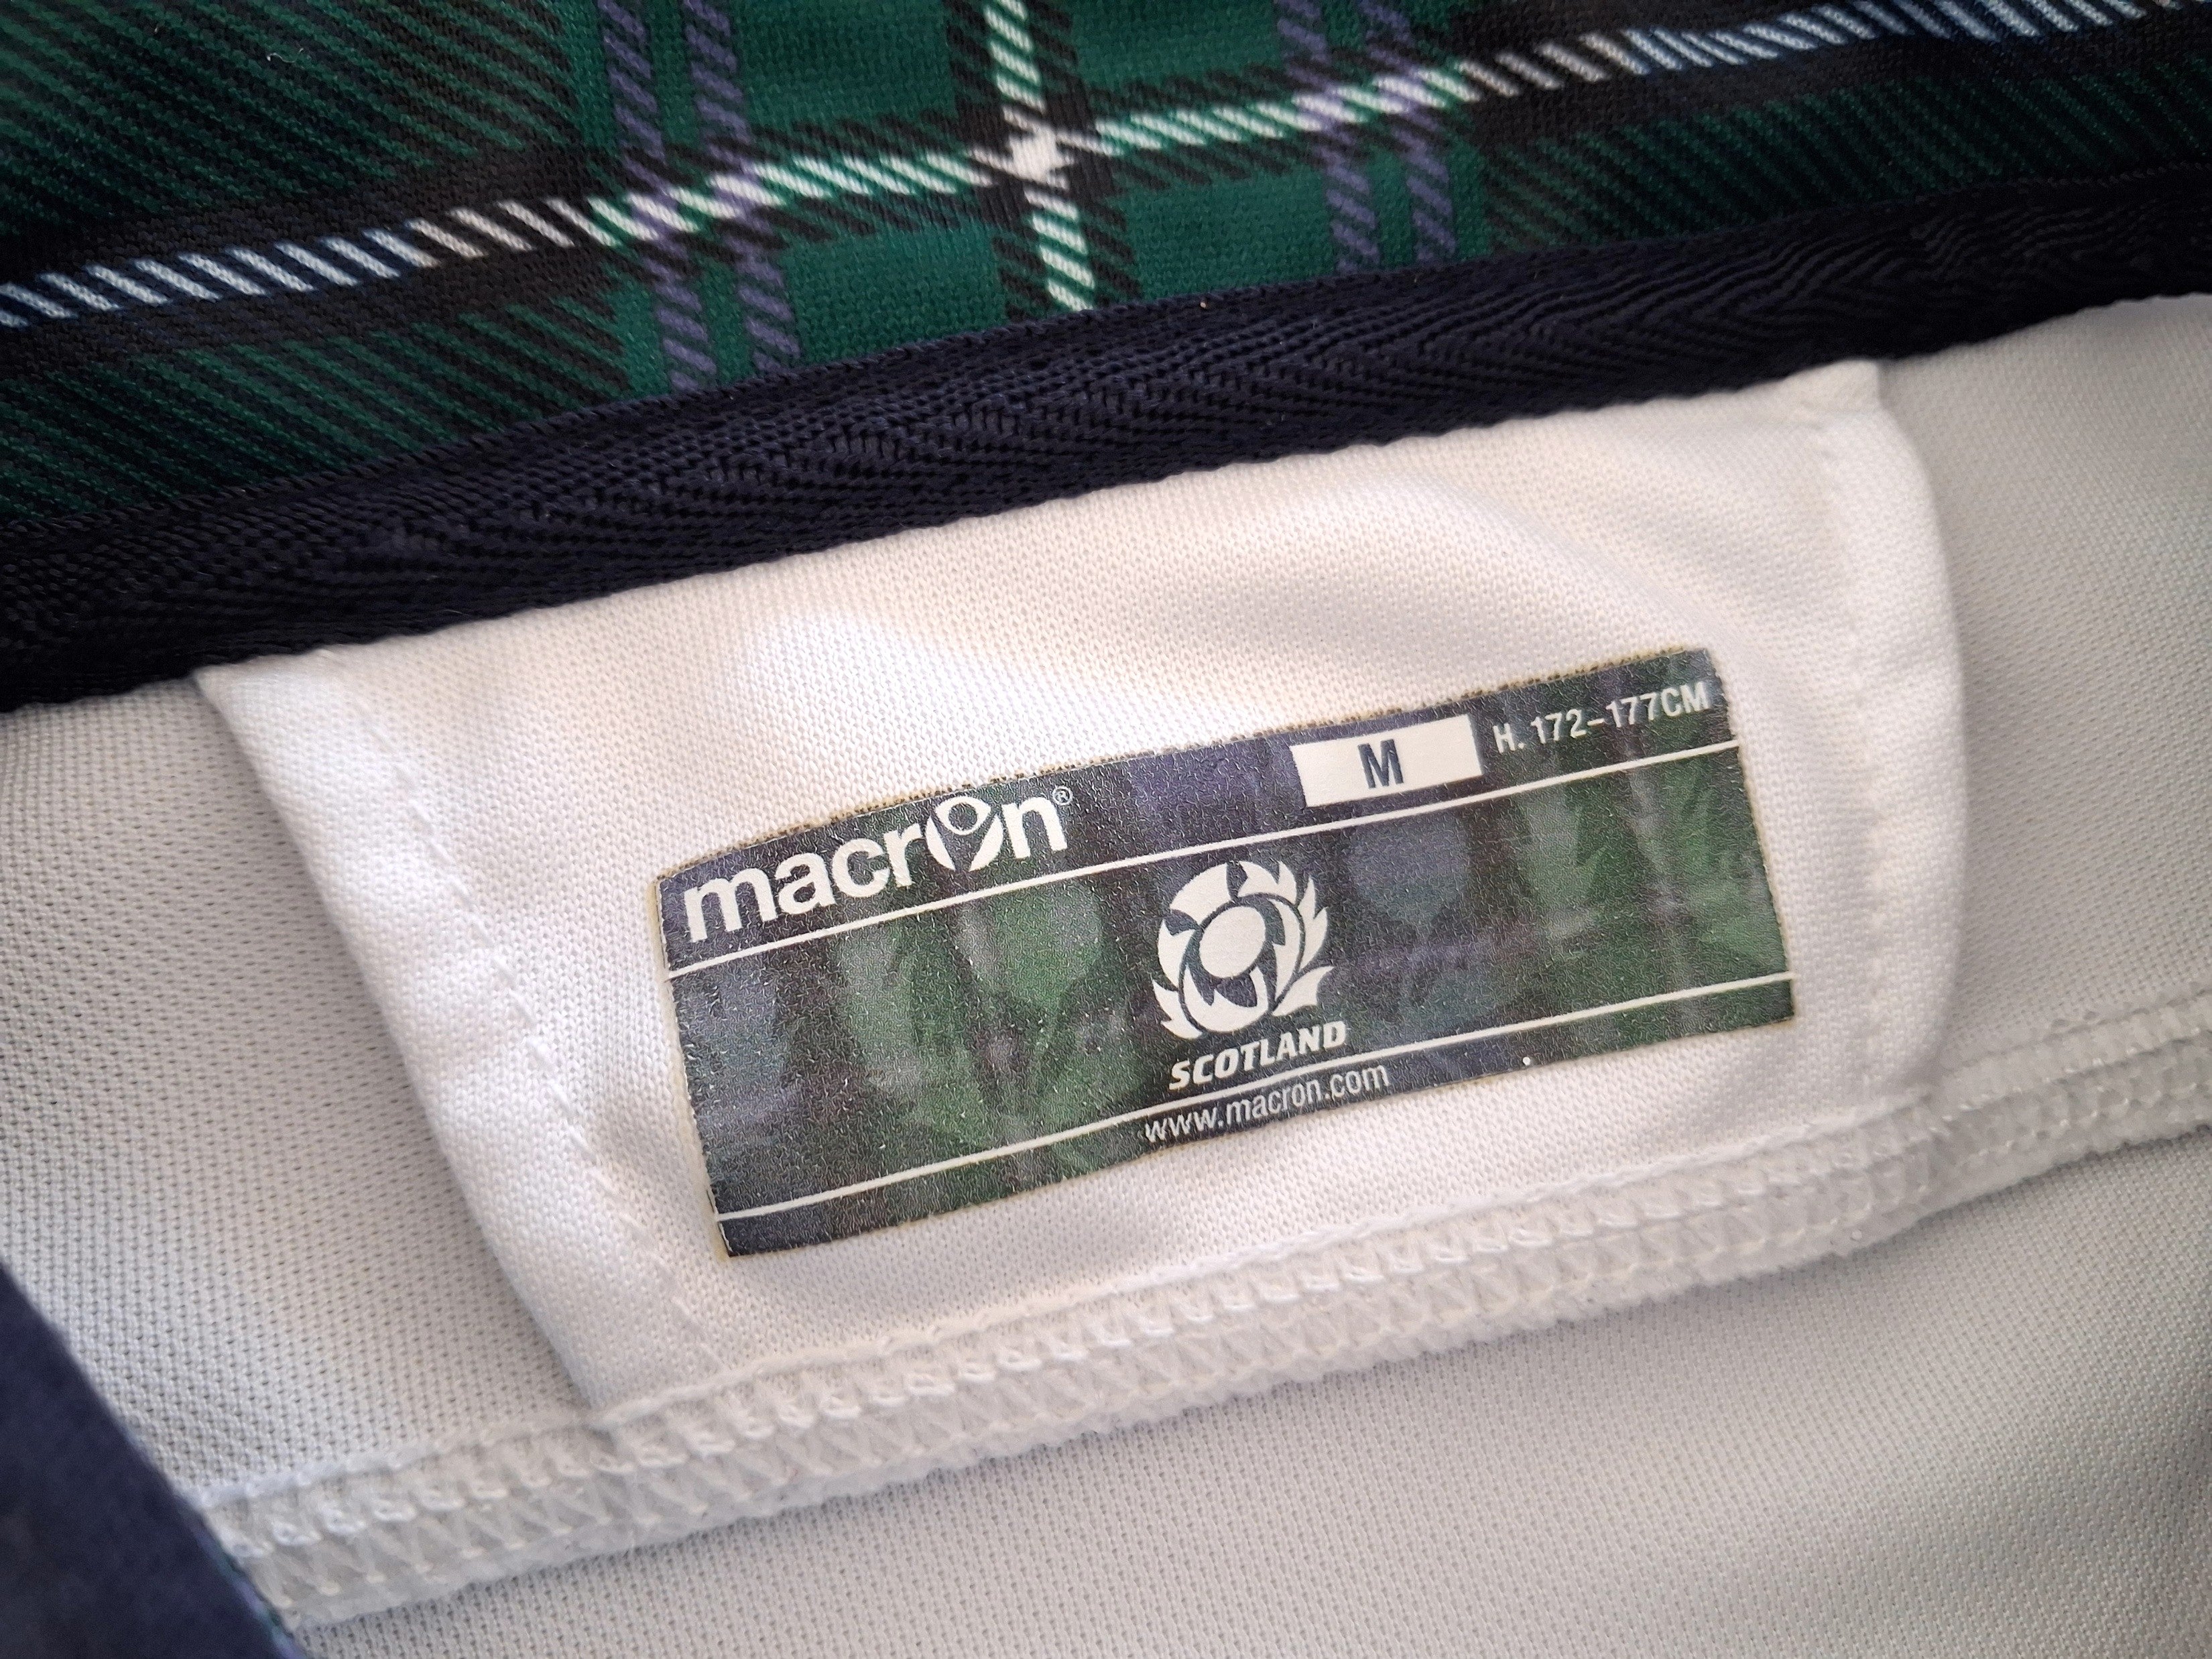 macron®
M H. 172-177CM
SCOTLAND
www.macron.com